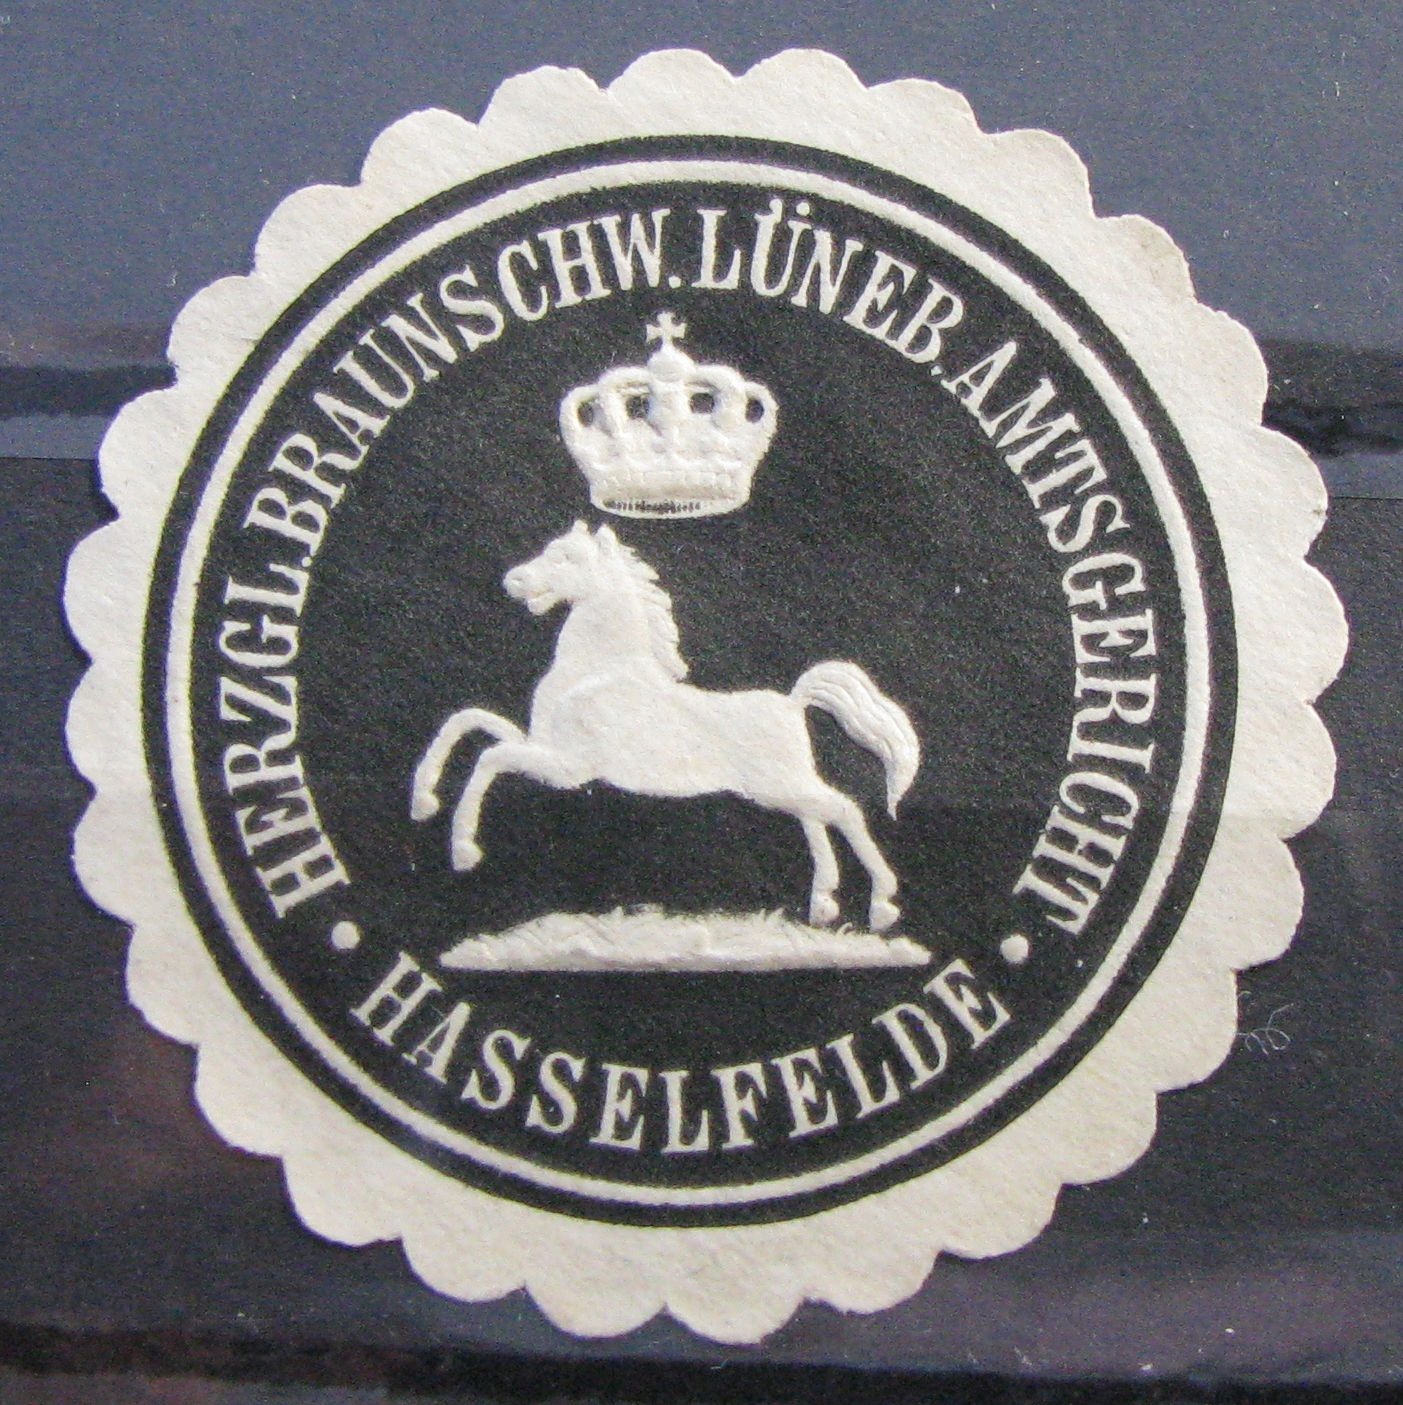 HERZGL. BRAUNSCHW. LÜNEB. AMTSGERICHT
• HASSELFELDE •